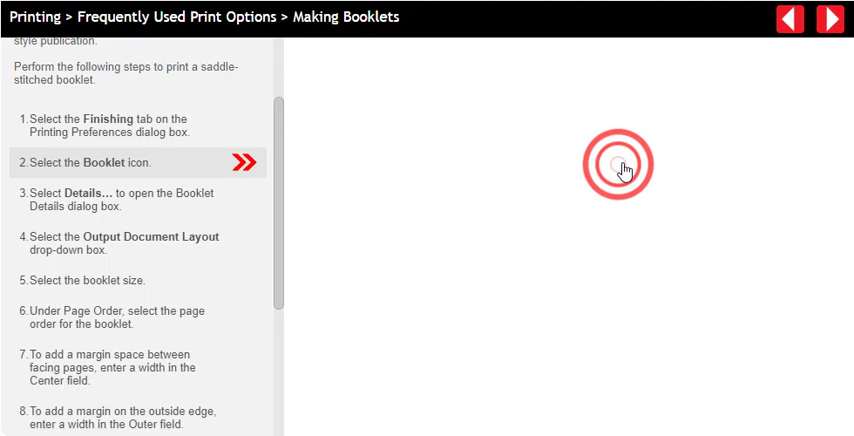 Printing > Frequently Used Print Options > Making Booklets
style publication.
Perform the following steps to print a saddle-
stitched booklet.
1. Select the Finishing tab on the
Printing Preferences dialog box.
2. Select the Booklet icon.
3. Select Details... to open the Booklet
Details dialog box.
4. Select the Output Document Layout
drop-down box.
5. Select the booklet size.
6. Under Page Order, select the page
order for the booklet.
7. To add a margin space between
facing pages, enter a width in the
Center field.
8. To add a margin on the outside edge,
enter a width in the Outer field.